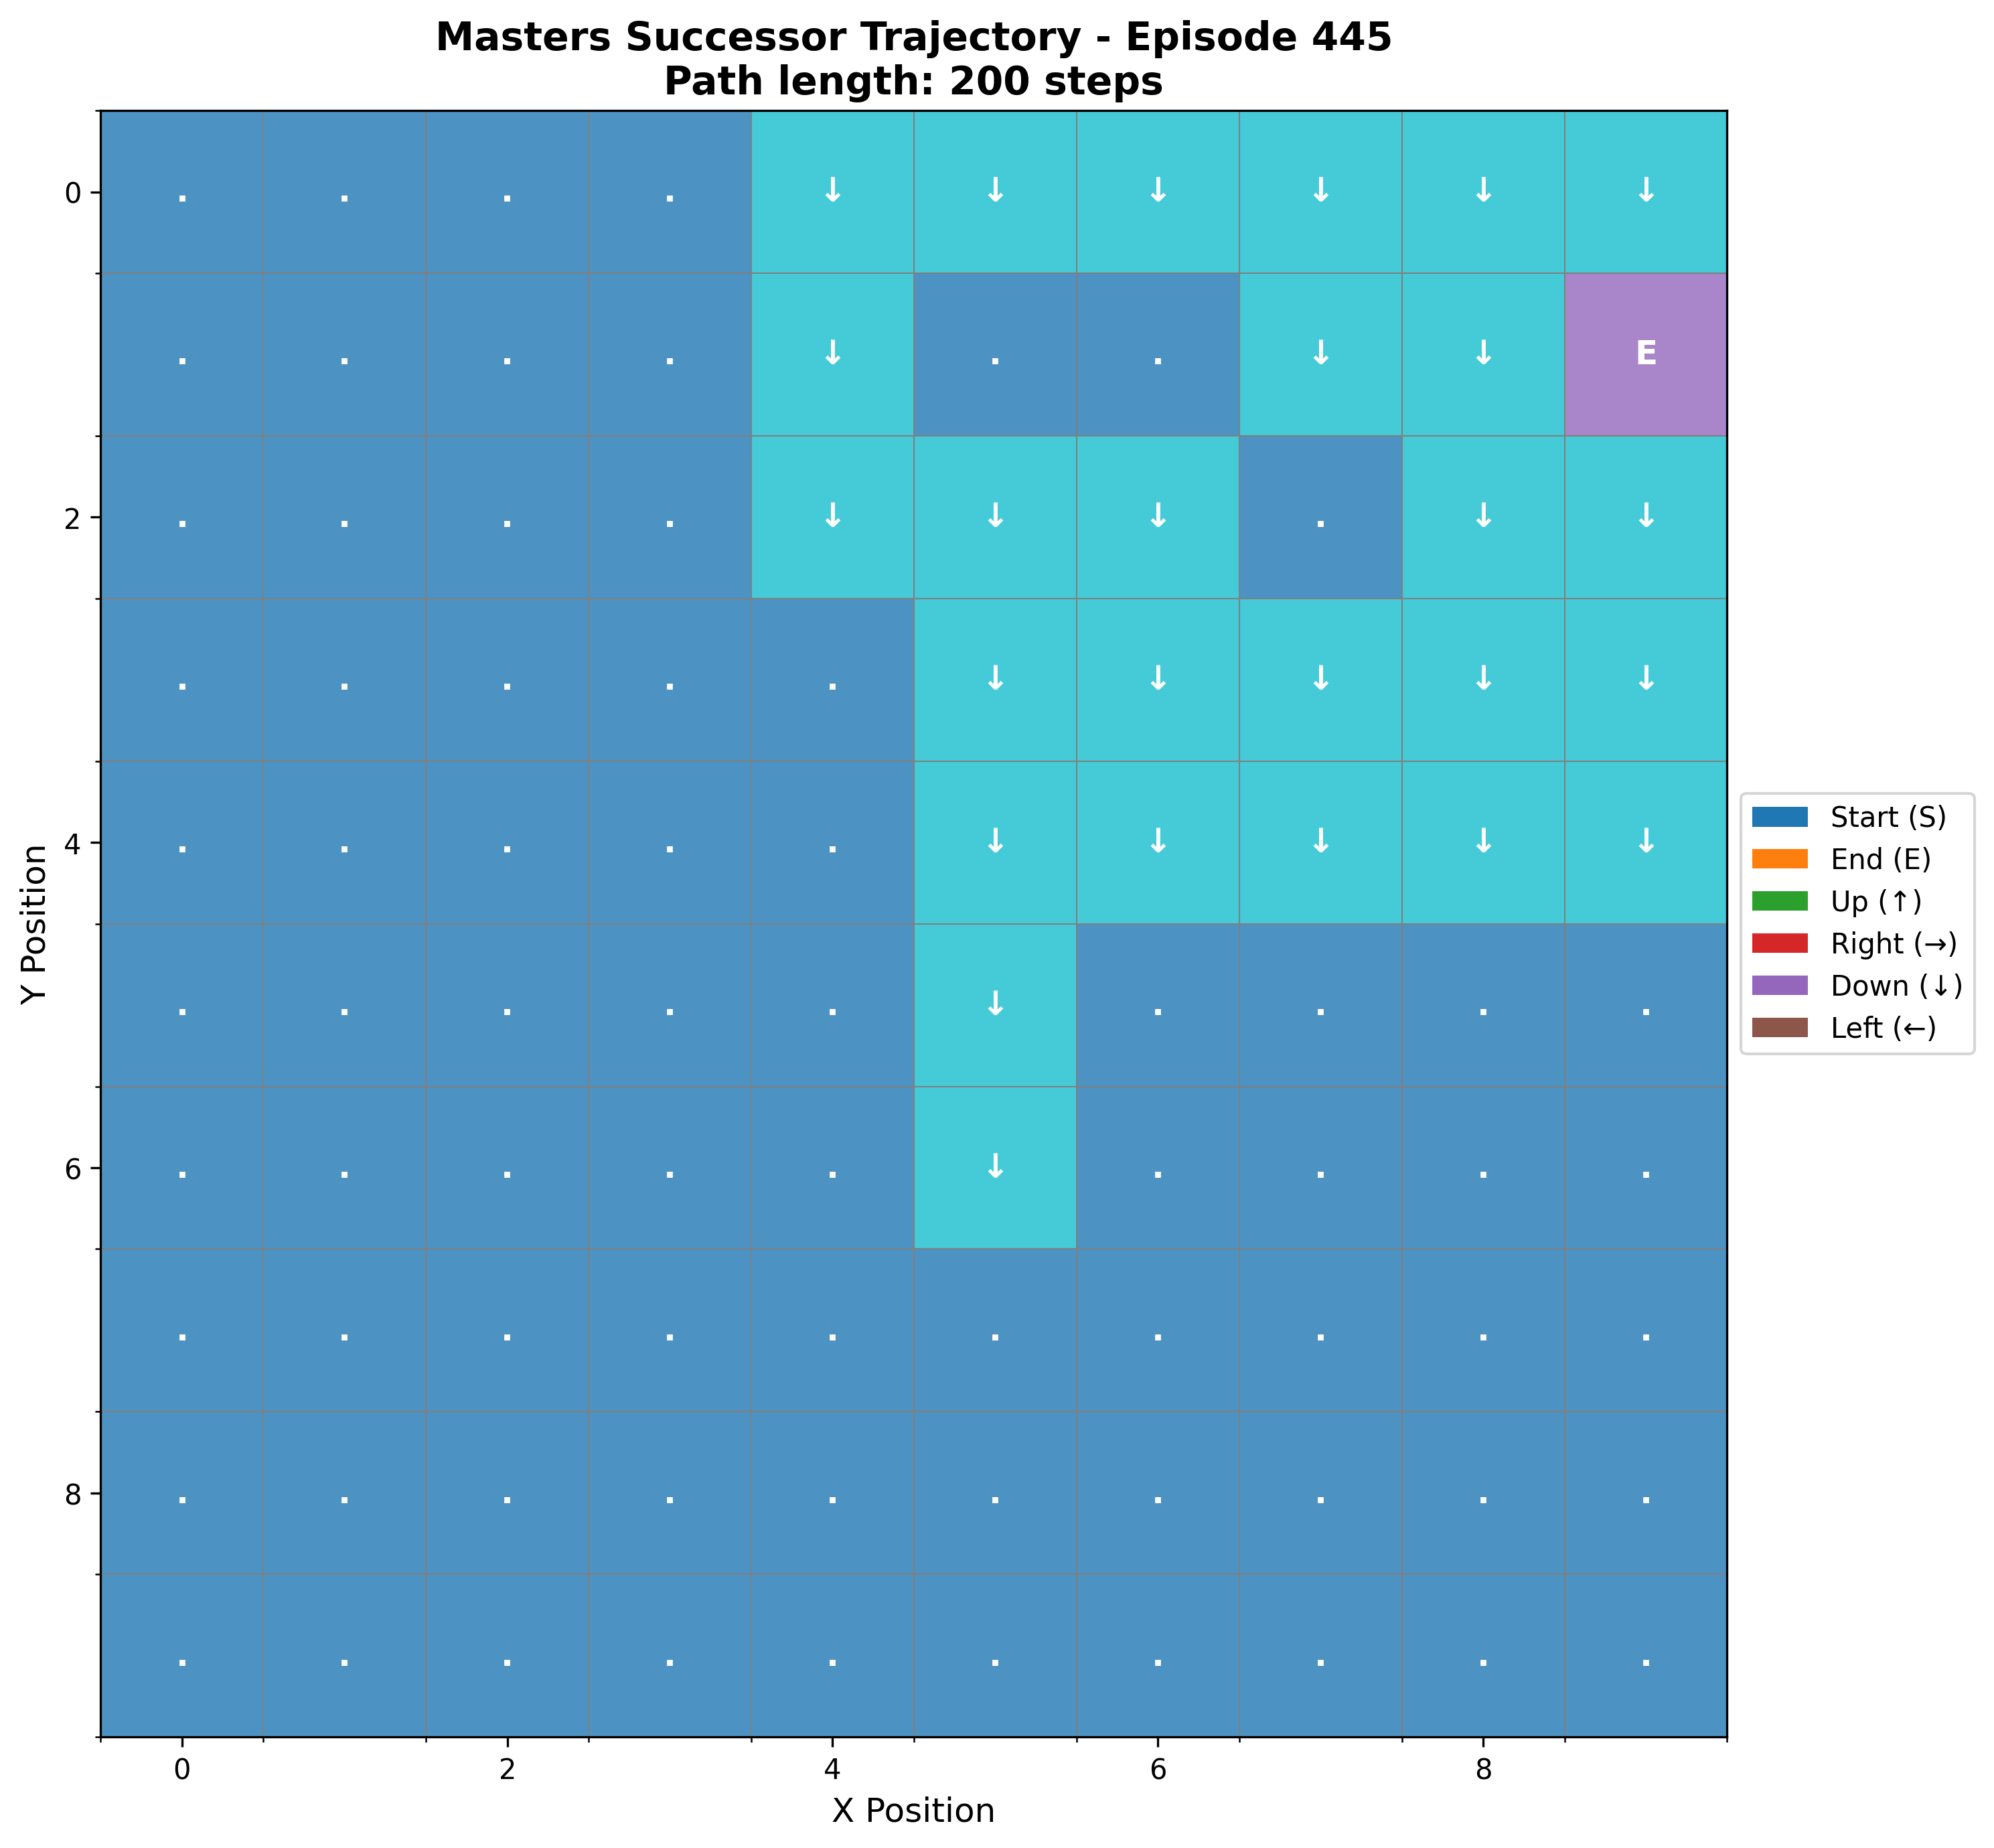 Masters Successor Trajectory - Episode 445
Path length: 200 steps
0 . . . . ↓ ↓ ↓ ↓ ↓ ↓
. . . . ↓ . . ↓ ↓ E
2 . . . . ↓ ↓ ↓ . ↓ ↓
. . . . . ↓ ↓ ↓ ↓ ↓
4 . . . . . ↓ ↓ ↓ ↓ ↓
. . . . . ↓ . . . .
6 . . . . . ↓ . . . .
. . . . . . . . . .
8 . . . . . . . . . .
. . . . . . . . . .
0 2 4 6 8
X Position
Y Position
Start (S)
End (E)
Up (↑)
Right (→)
Down (↓)
Left (←)